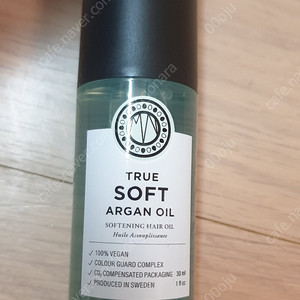 TRUE
SOFT
ARGAN OIL
SOFTENING HAIR OIL
Huile Assouplissante
✓ 100% VEGAN
✓ COLOUR GUARD COMPLEX
✓ CO₂ COMPENSATED PACKAGING 30 ml
✓ PRODUCED IN SWEDEN 1 fl oz